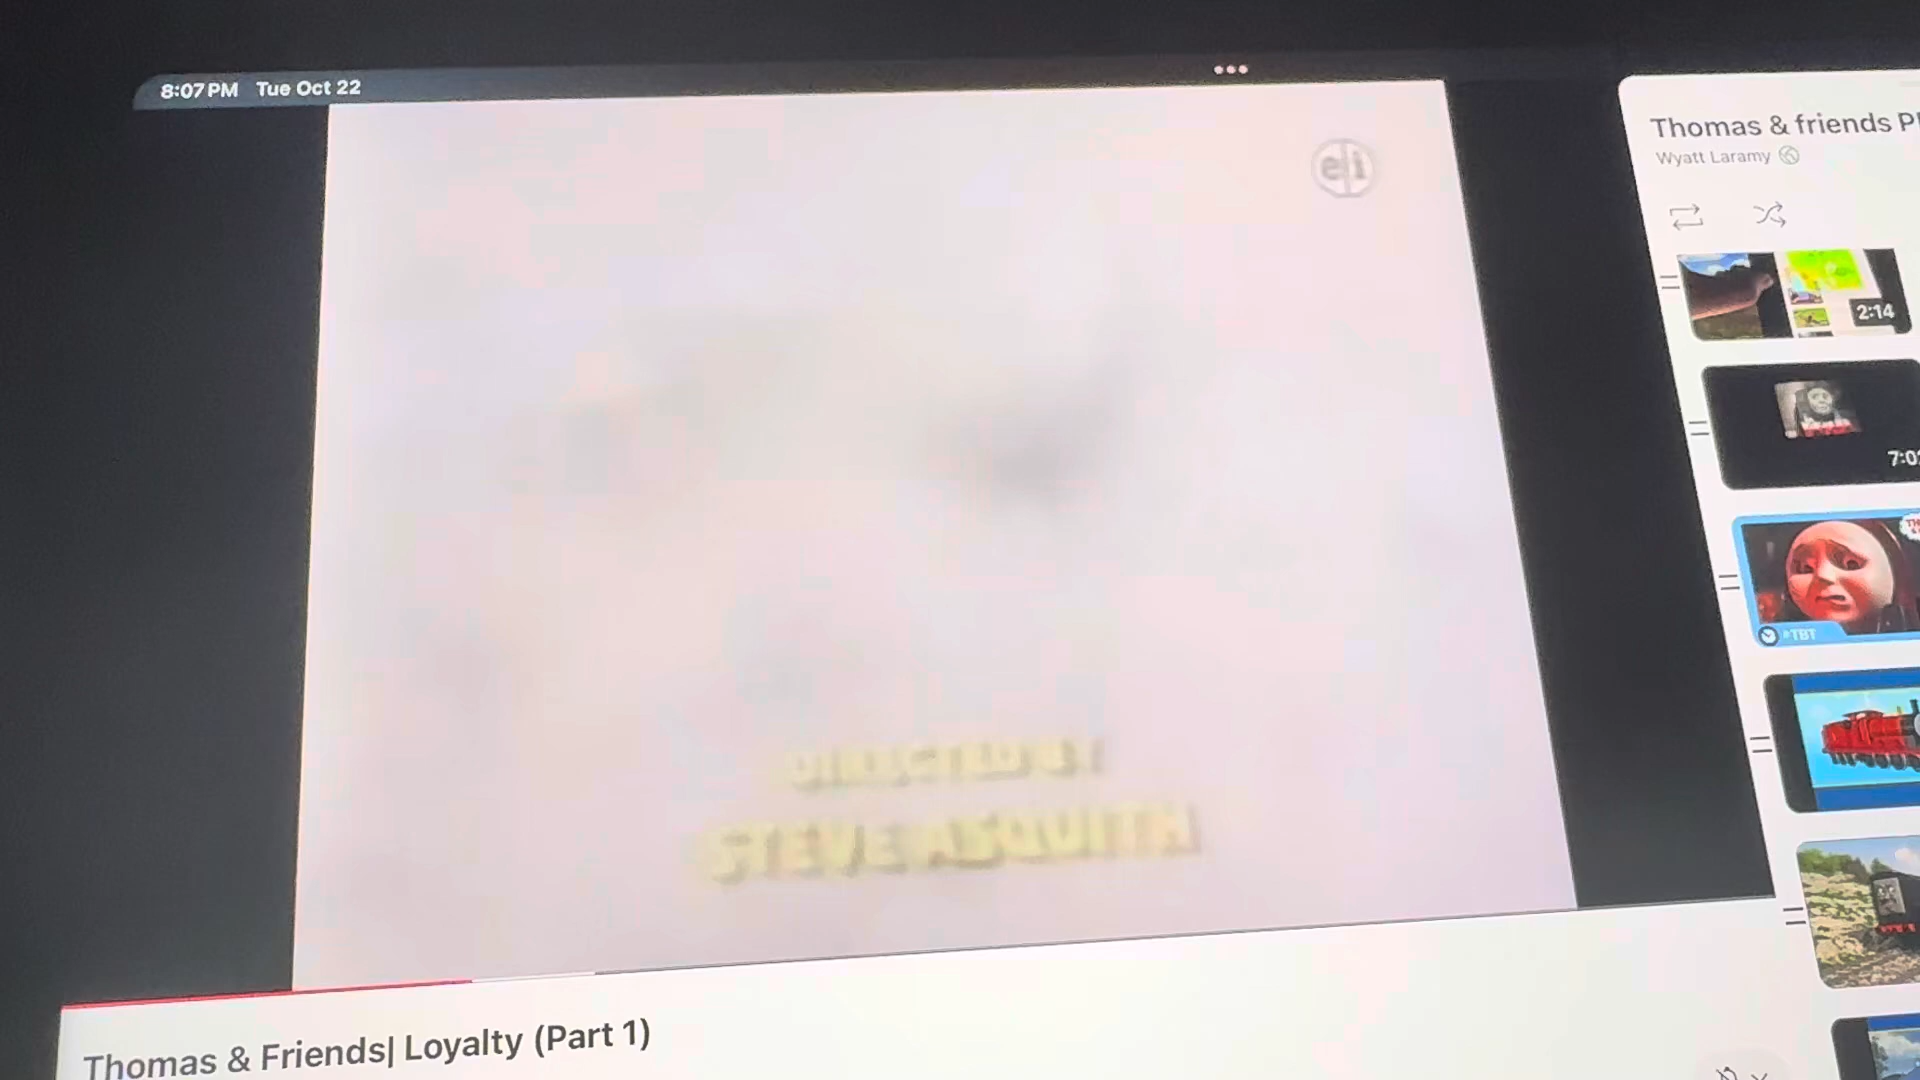 8:07 PM Tue Oct 22
e|i
DIRECTED BY
STEVE ASQUITH
Thomas & Friends| Loyalty (Part 1)
Thomas & friends
Wyatt Laramy
2:14
#TBT